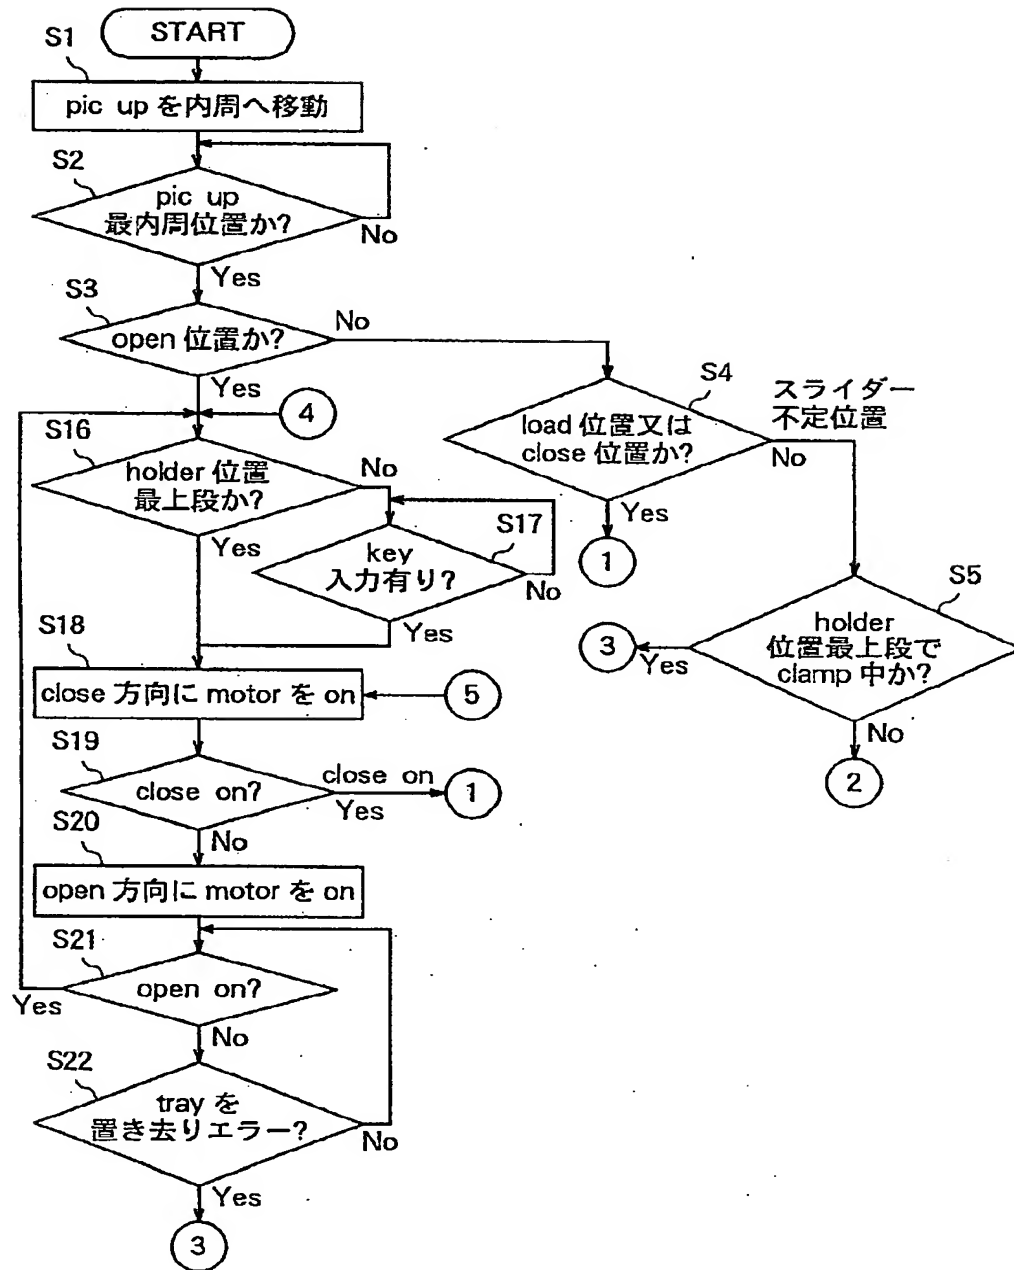 START
S1
pic up を内周へ移動
S2
pic up
最内周位置か?
No
Yes
S3
open 位置か?
No
Yes
4
S4
スライダー
不定位置
load 位置又は
close 位置か?
No
Yes
1
S16
holder 位置
最上段か?
No
Yes
S17
key
入力有り?
No
Yes
S5
holder
位置最上段で
clamp 中か?
Yes
3
No
2
S18
close 方向に motor を on
5
S19
close on?
close on
Yes
1
No
S20
open 方向に motor を on
S21
open on?
Yes
No
S22
tray を
置き去りエラー?
No
Yes
3